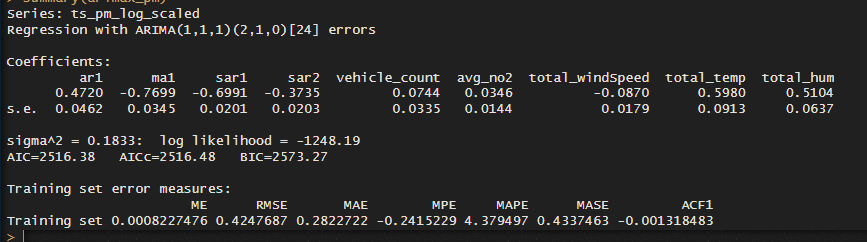 > summary(arimax_pm)
Series: ts_pm_log_scaled
Regression with ARIMA(1,1,1)(2,1,0)[24] errors
Coefficients:
ar1 ma1 sar1 sar2 vehicle_count avg_no2 total_windSpeed total_temp total_hum
0.4720 -0.7699 -0.6991 -0.3735 0.0744 0.0346 -0.0870 0.5980 0.5104
s.e. 0.0462 0.0345 0.0201 0.0203 0.0335 0.0144 0.0179 0.0913 0.0637
sigma^2 = 0.1833: log likelihood = -1248.19
AIC=2516.38 AICc=2516.48 BIC=2573.27
Training set error measures:
ME RMSE MAE MPE MAPE MASE ACF1
Training set 0.0008227476 0.4247687 0.2822722 -0.2415229 4.379497 0.4337463 -0.001318483
>